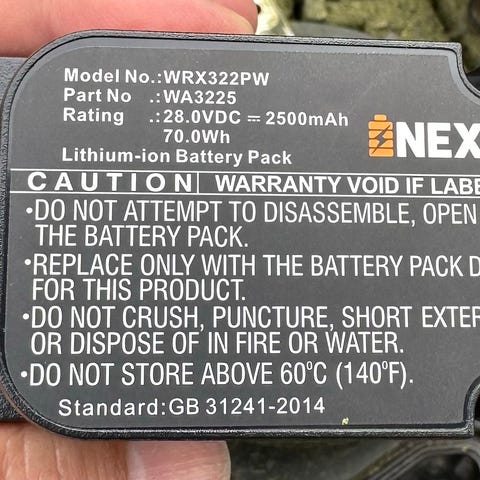 Model No.:WRX322PW
Part No .:WA3225
Rating .:28.0VDC ⎓ 2500mAh
70.0Wh
Lithium-ion Battery Pack
NEX
CAUTION WARRANTY VOID IF LABE
•DO NOT ATTEMPT TO DISASSEMBLE, OPEN
THE BATTERY PACK.
•REPLACE ONLY WITH THE BATTERY PACK D
FOR THIS PRODUCT.
•DO NOT CRUSH, PUNCTURE, SHORT EXTER
OR DISPOSE OF IN FIRE OR WATER.
•DO NOT STORE ABOVE 60°C (140°F).
Standard:GB 31241-2014